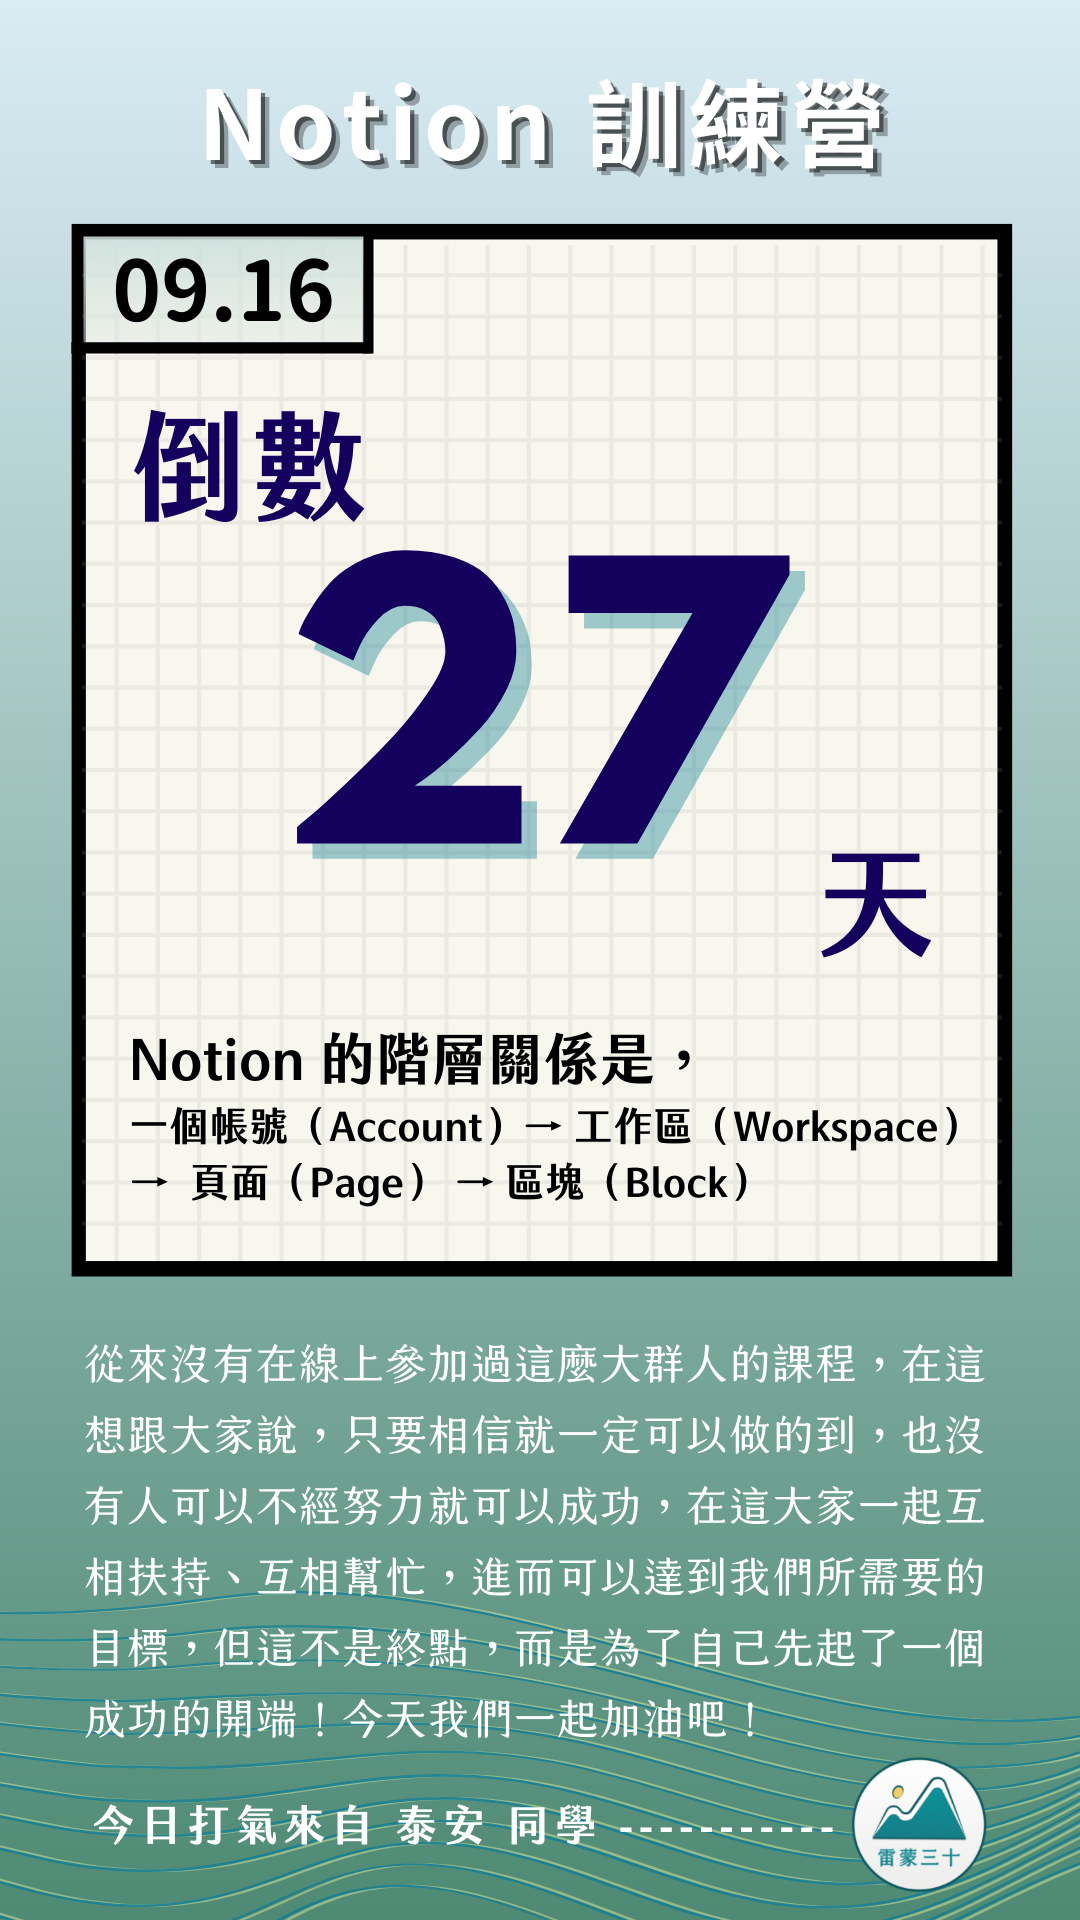 Notion 訓練營
09.16
倒數
27
天
Notion 的階層關係是，
一個帳號（Account）→ 工作區（Workspace）
→ 頁面（Page） → 區塊（Block）
從來沒有在線上參加過這麼大群人的課程，在這
想跟大家說，只要相信就一定可以做的到，也沒
有人可以不經努力就可以成功，在這大家一起互
相扶持、互相幫忙，進而可以達到我們所需要的
目標，但這不是終點，而是為了自己先起了一個
成功的開端！今天我們一起加油吧！
今日打氣來自 泰安 同學 -----------
雷蒙三十